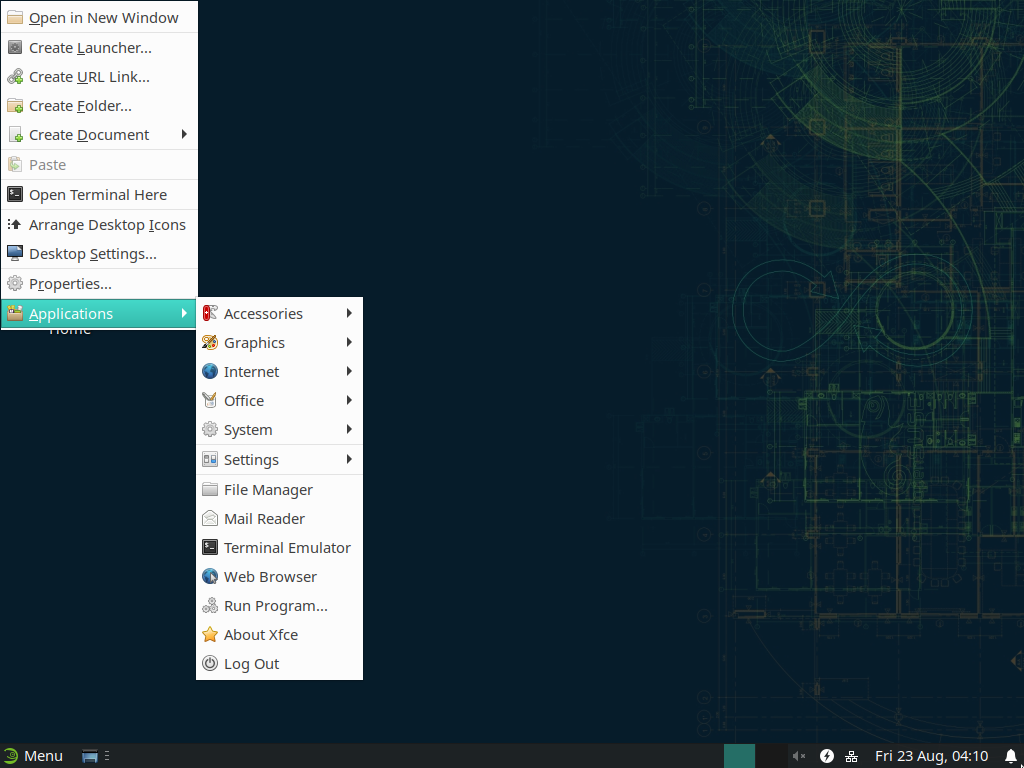 Open in New Window
Create Launcher...
Create URL Link...
Create Folder...
Create Document
Paste
Open Terminal Here
Arrange Desktop Icons
Desktop Settings...
Properties...
Applications
Home
Accessories
Graphics
Internet
Office
System
Settings
File Manager
Mail Reader
Terminal Emulator
Web Browser
Run Program...
About Xfce
Log Out
Menu
Fri 23 Aug, 04:10